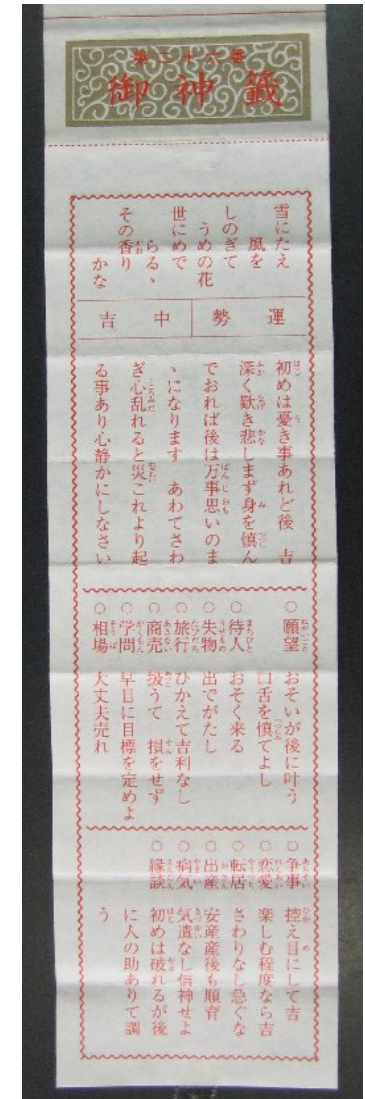 第二十六番
御神籤
雪にたえ
風を
しのぎて
うめの花
世にめで
らるゝ
その香り
かな
運勢 中吉
初めは憂き事あれど後 吉
深く歎き悲しまず身を慎ん
でおれば後は万事思いのま
ゝになります あわてさわ
ぎ心乱れると災これより起
る事あり心静かにしなさい
○願望 おそいが後に叶う
口舌を慎てよし
○待人 おそく来る
○失物 出でがたし
○旅行 ひかえて吉利なし
○商売 扱うて 損をせず
○学問 早目に目標を定めよ
○相場 大丈夫売れ
○争事 控え目にして吉
○恋愛 楽しむ程度なら吉
○転居 さわりなし急ぐな
○出産 安産産後も順育
○病気 気遣なし信神せよ
○縁談 初めは破れるが後
に人の助ありて調
う